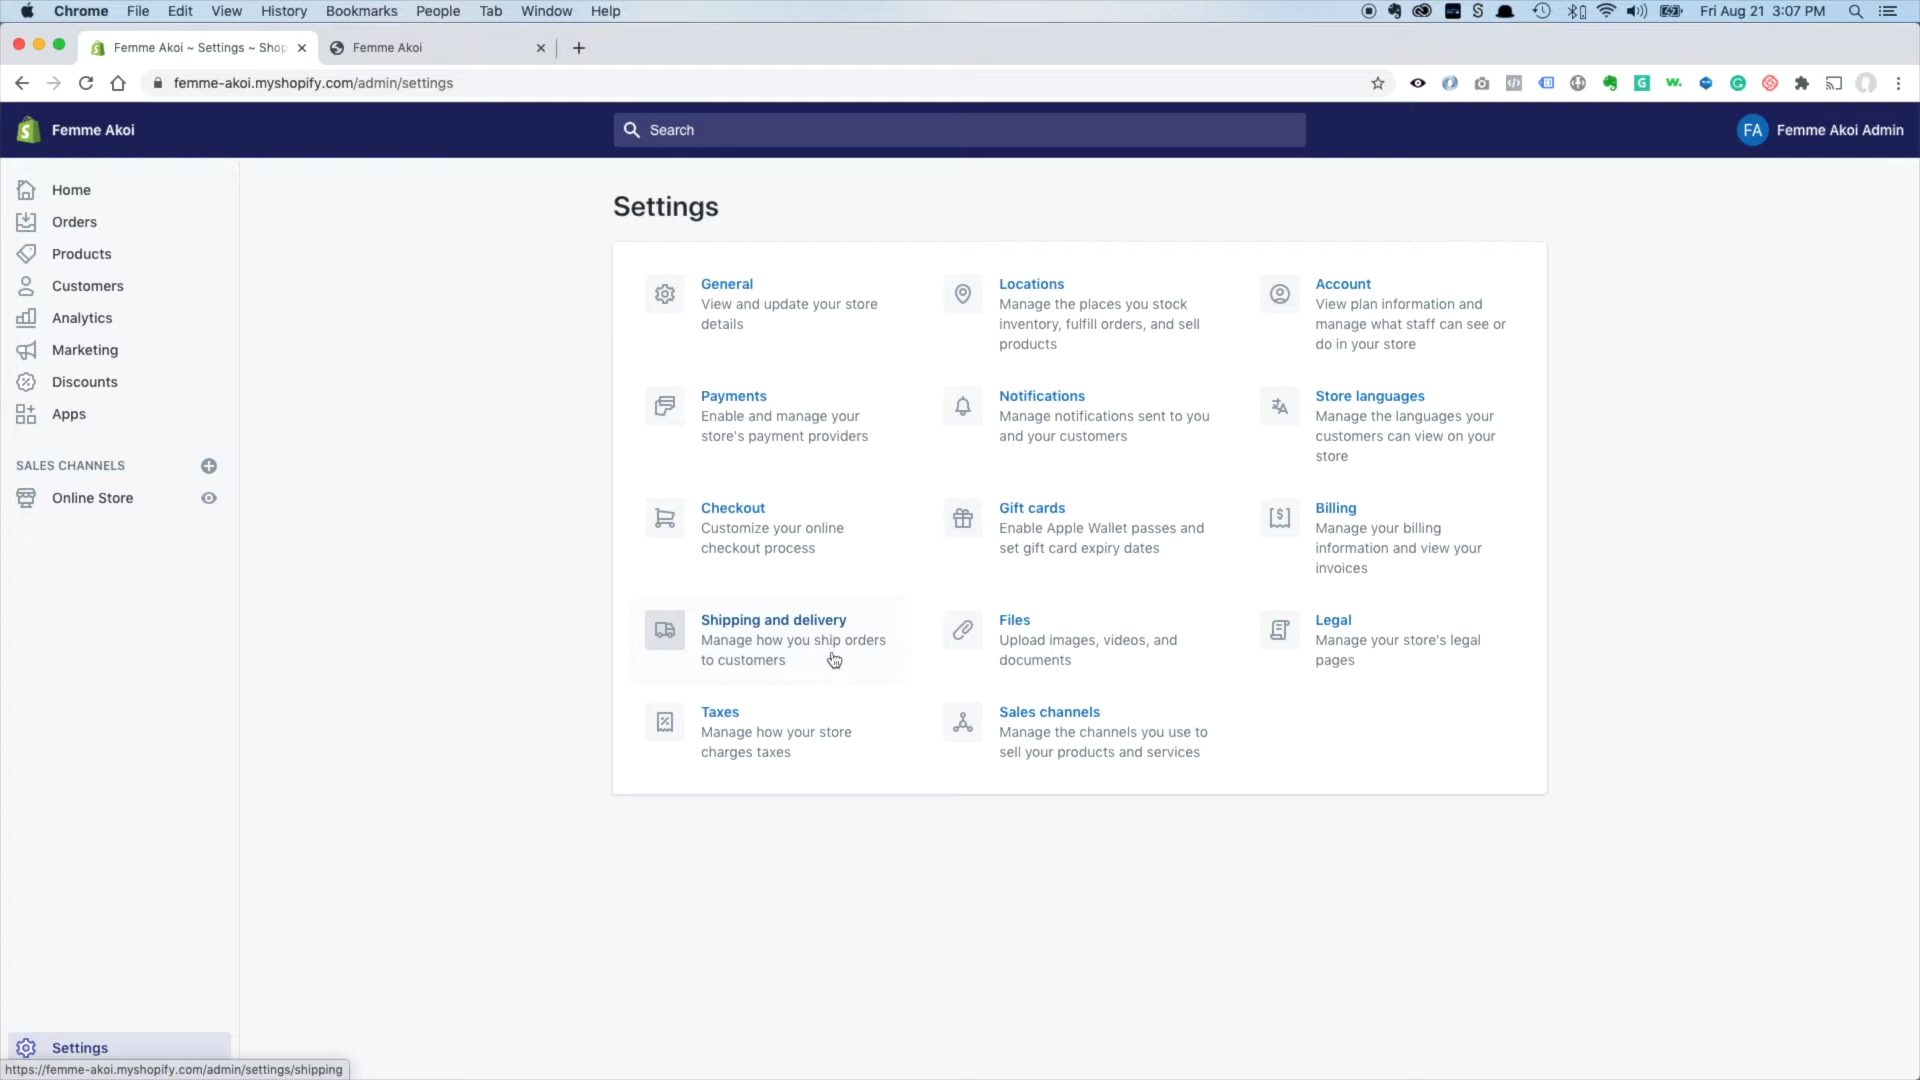 Chrome File Edit View History Bookmarks People Tab Window Help Fri Aug 21 3:07 PM
Femme Akoi ~ Settings ~ Shop
Femme Akoi
femme-akoi.myshopify.com/admin/settings
Femme Akoi
Search
FA Femme Akoi Admin
Home
Orders
Products
Customers
Analytics
Marketing
Discounts
Apps
SALES CHANNELS
Online Store
Settings
Settings
General
View and update your store
details
Locations
Manage the places you stock
inventory, fulfill orders, and sell
products
Account
View plan information and
manage what staff can see or
do in your store
Payments
Enable and manage your
store's payment providers
Notifications
Manage notifications sent to you
and your customers
Store languages
Manage the languages your
customers can view on your
store
Checkout
Customize your online
checkout process
Gift cards
Enable Apple Wallet passes and
set gift card expiry dates
Billing
Manage your billing
information and view your
invoices
Shipping and delivery
Manage how you ship orders
to customers
Files
Upload images, videos, and
documents
Legal
Manage your store's legal
pages
Taxes
Manage how your store
charges taxes
Sales channels
Manage the channels you use to
sell your products and services
https://femme-akoi.myshopify.com/admin/settings/shipping